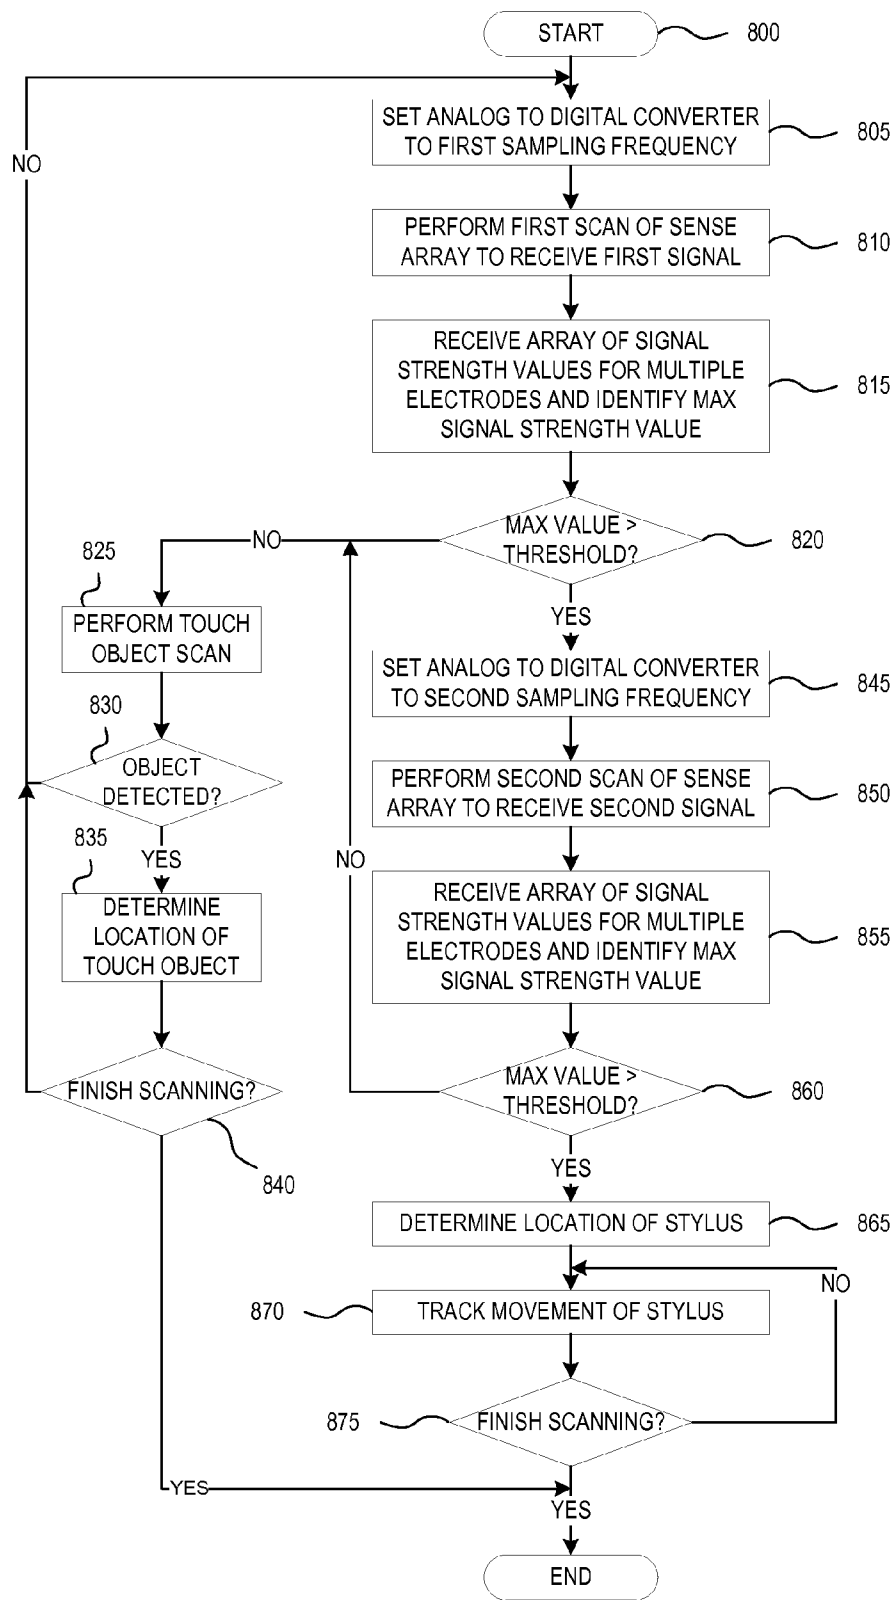 START
800
SET ANALOG TO DIGITAL CONVERTER
TO FIRST SAMPLING FREQUENCY
805
NO
PERFORM FIRST SCAN OF SENSE
ARRAY TO RECEIVE FIRST SIGNAL
810
RECEIVE ARRAY OF SIGNAL
STRENGTH VALUES FOR MULTIPLE
ELECTRODES AND IDENTIFY MAX
SIGNAL STRENGTH VALUE
815
MAX VALUE >
THRESHOLD?
820
NO
YES
825
PERFORM TOUCH
OBJECT SCAN
830
OBJECT
DETECTED?
YES
835
DETERMINE
LOCATION OF
TOUCH OBJECT
FINISH SCANNING?
840
YES
SET ANALOG TO DIGITAL CONVERTER
TO SECOND SAMPLING FREQUENCY
845
PERFORM SECOND SCAN OF SENSE
ARRAY TO RECEIVE SECOND SIGNAL
850
NO
RECEIVE ARRAY OF SIGNAL
STRENGTH VALUES FOR MULTIPLE
ELECTRODES AND IDENTIFY MAX
SIGNAL STRENGTH VALUE
855
MAX VALUE >
THRESHOLD?
860
YES
DETERMINE LOCATION OF STYLUS
865
NO
870
TRACK MOVEMENT OF STYLUS
875
FINISH SCANNING?
YES
END